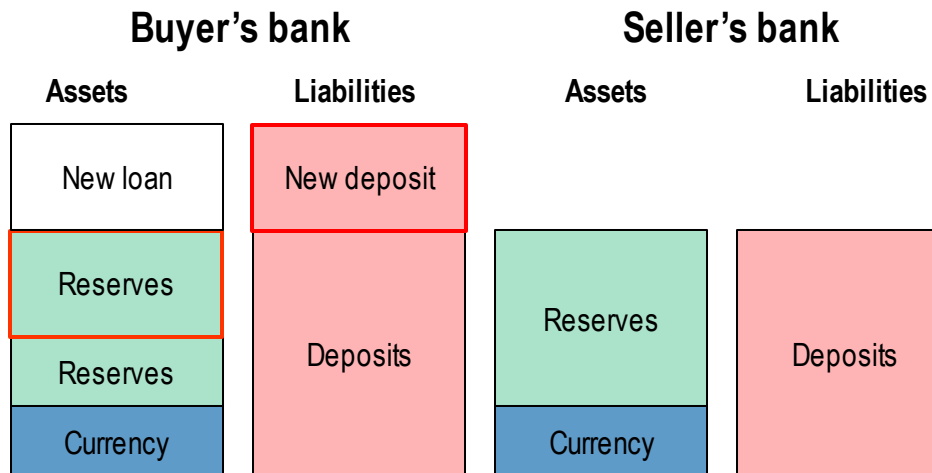 Buyer’s bank
Seller’s bank
Assets
Liabilities
Assets
Liabilities
New loan
New deposit
Reserves
Reserves
Deposits
Deposits
Reserves
Currency
Currency